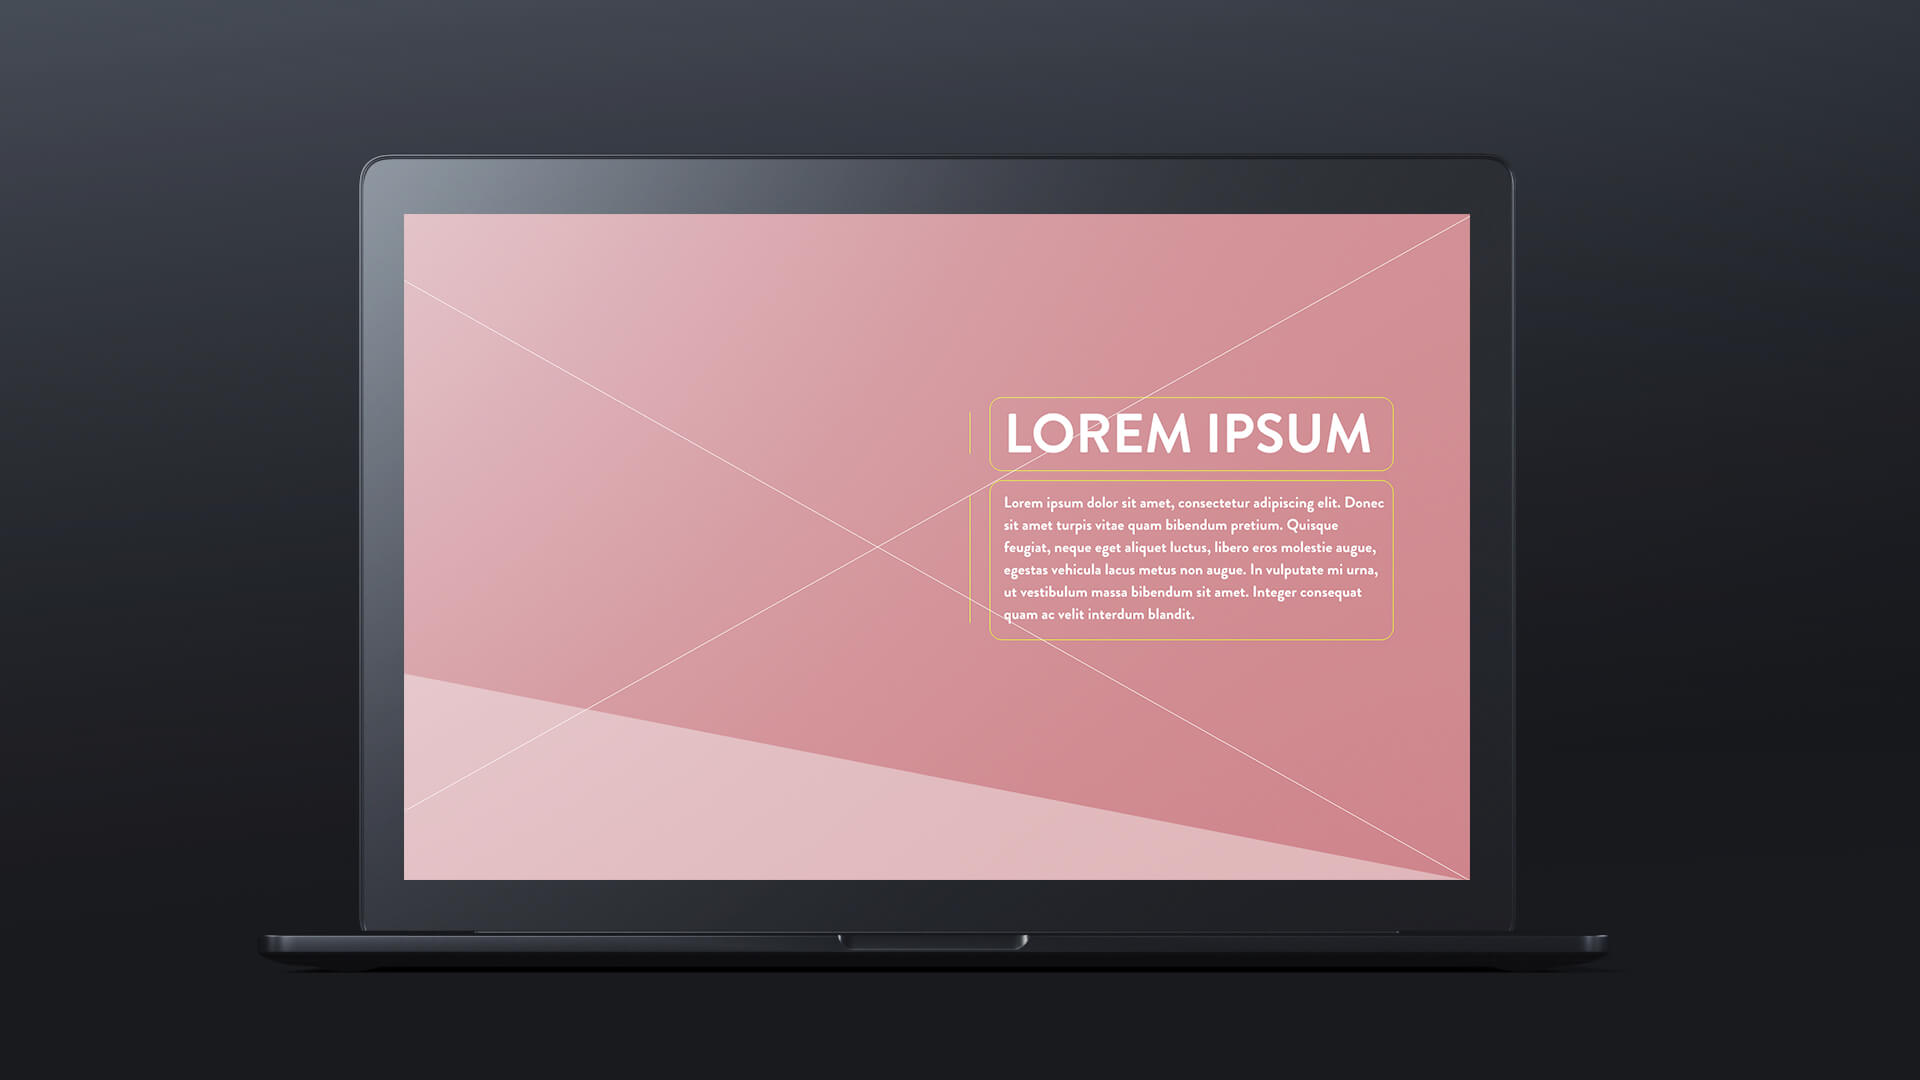 LOREM IPSUM
Lorem ipsum dolor sit amet, consectetur adipiscing elit. Donec
sit amet turpis vitae quam bibendum pretium. Quisque
feugiat, neque eget aliquet luctus, libero eros molestie augue,
egestas vehicula lacus metus non augue. In vulputate mi urna,
ut vestibulum massa bibendum sit amet. Integer consequat
quam ac velit interdum blandit.